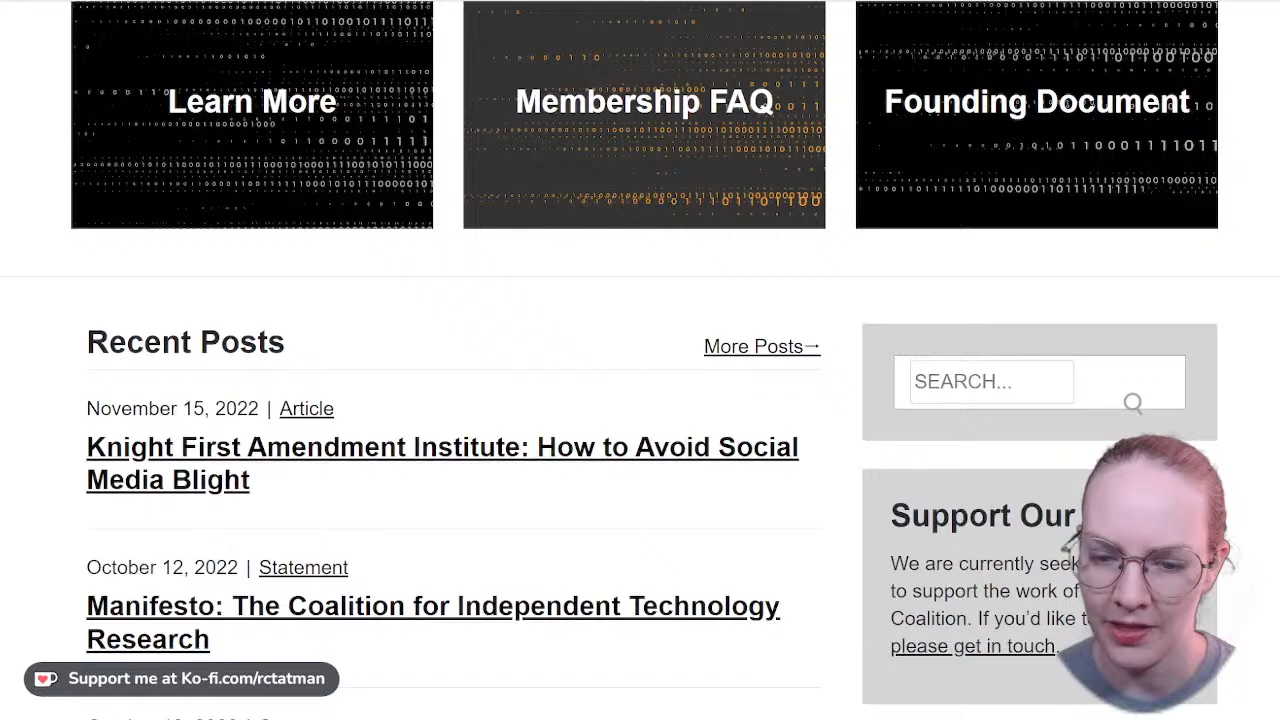 Learn More
Membership FAQ
Founding Document
Recent Posts
More Posts→
SEARCH...
November 15, 2022 | Article
Knight First Amendment Institute: How to Avoid Social
Media Blight
October 12, 2022 | Statement
Manifesto: The Coalition for Independent Technology
Research
Support Our
We are currently seek
to support the work of
Coalition. If you'd like t
please get in touch.
Support me at Ko-fi.com/rctatman